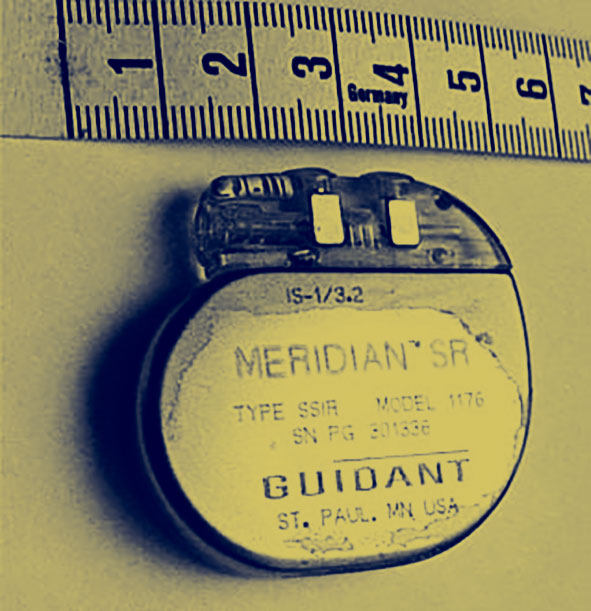 1 2 3 4 5 6 7
Germany
IS-1/3.2
MERIDIAN™ SR
TYPE SSIR MODEL 1176
SN PG 301336
GUIDANT
ST. PAUL. MN USA